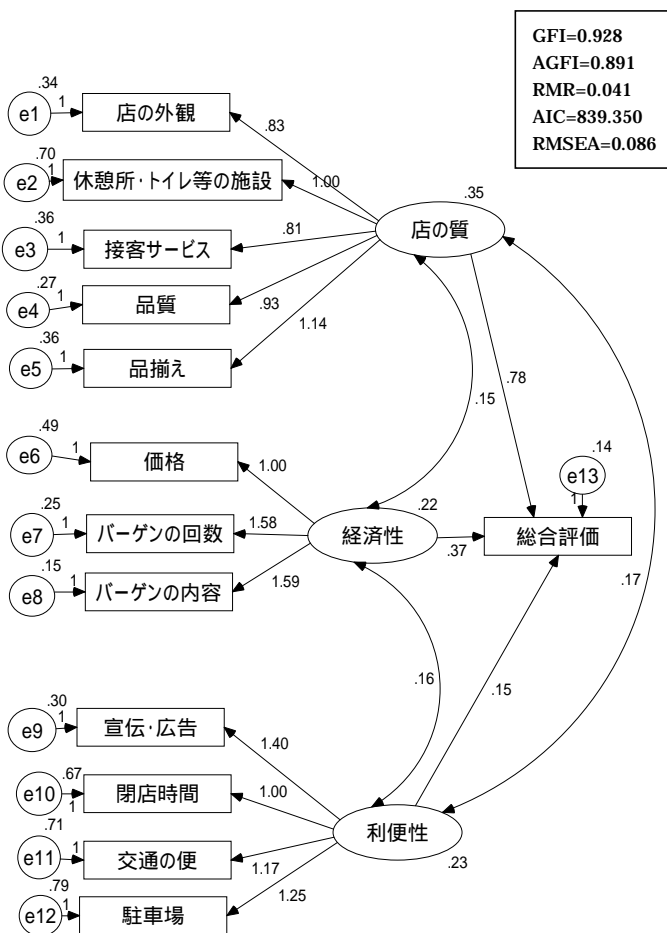 GFI=0.928
AGFI=0.891
RMR=0.041
AIC=839.350
RMSEA=0.086
.34
e1
1
店の外観
.83
.70
e2
1
休憩所･トイレ等の施設
1.00
.35
店の質
.36
e3
1
接客サービス
.81
.27
e4
1
品質
.93
.36
e5
1
品揃え
1.14
.78
.15
.49
e6
1
価格
1.00
.14
e13
1
.25
e7
1
バーゲンの回数
1.58
.22
経済性
.37
総合評価
.15
e8
1
バーゲンの内容
1.59
.17
.16
.15
.30
e9
1
宣伝･広告
1.40
.67
e10
1
閉店時間
1.00
利便性
.23
.71
e11
1
交通の便
1.17
.79
e12
1
駐車場
1.25